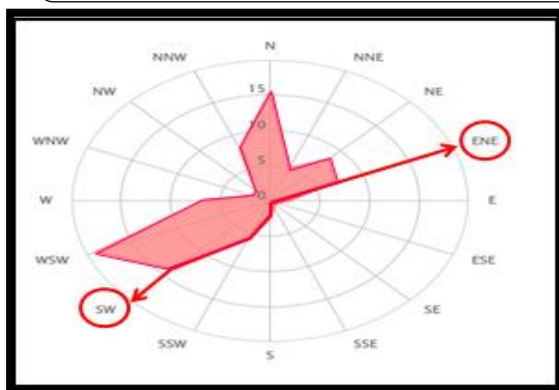 N
NNW NNE
NW NE
15
WNW ENE
10
5
W 0 E
WSW ESE
SW SE
SSW SSE
S